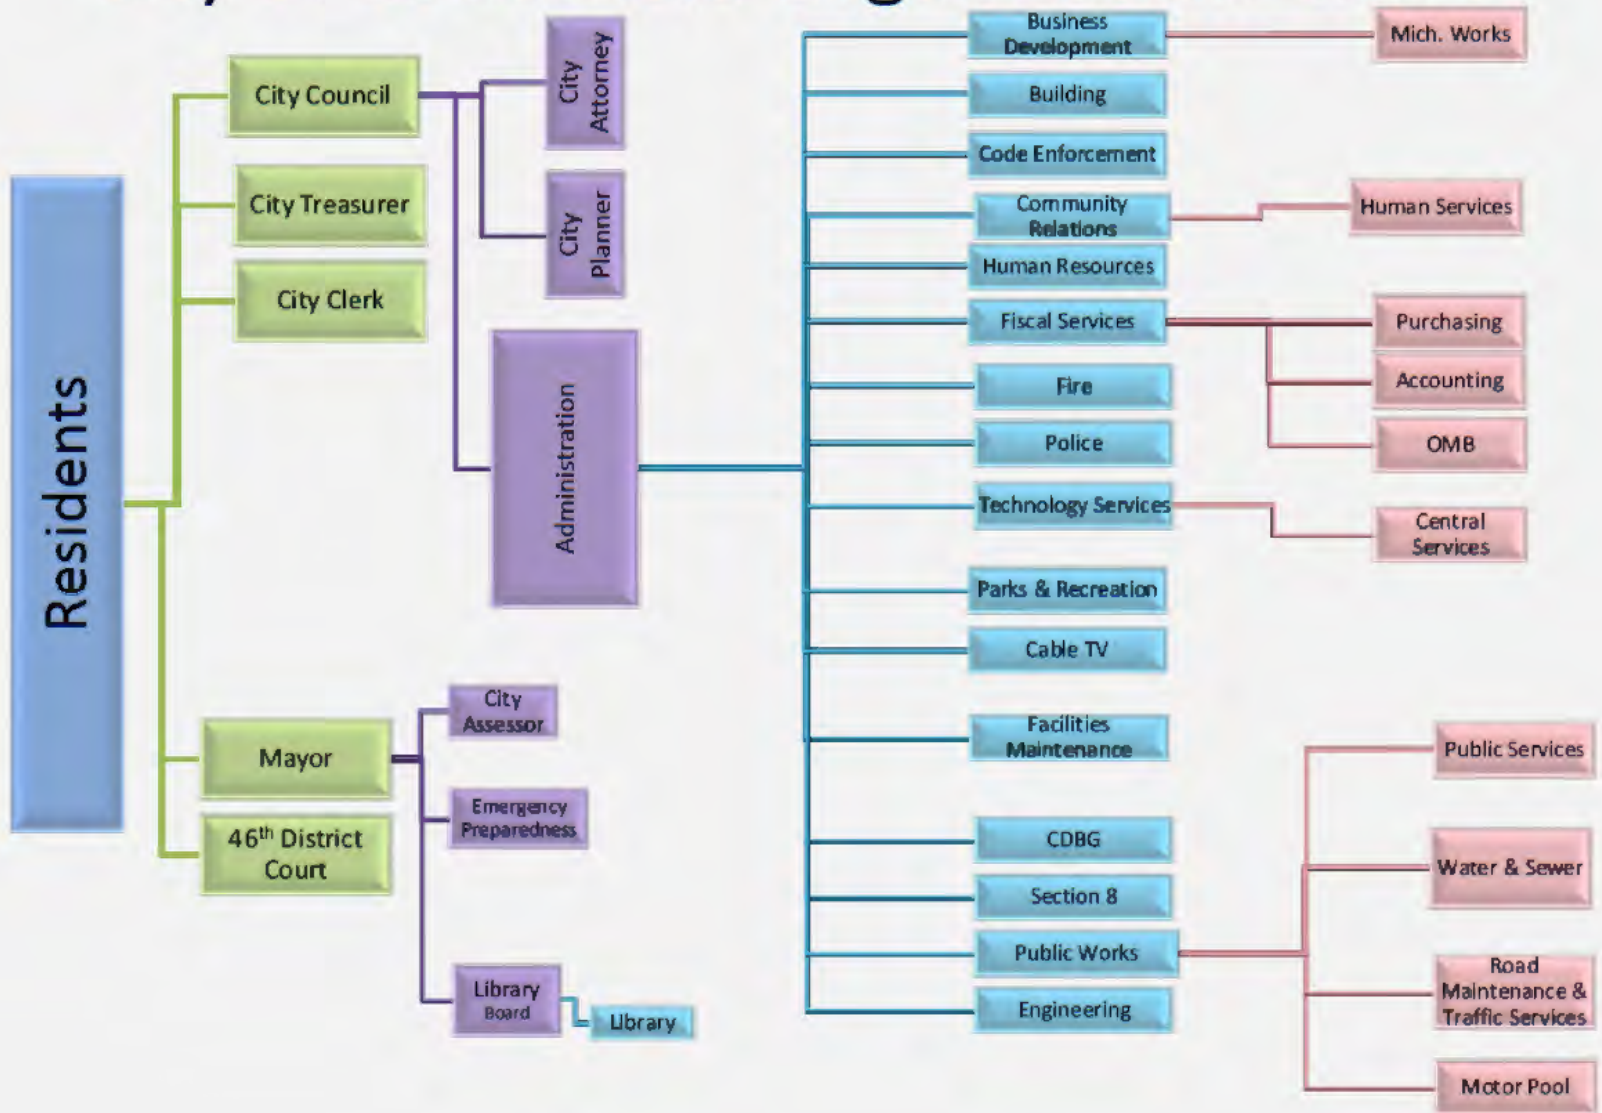 Residents
City Council
City Treasurer
City Clerk
Mayor
46th District
Court
City
Attorney
City
Planner
Administration
City
Assessor
Emergency
Preparedness
Library
Board
Library
Business
Development
Building
Code Enforcement
Community
Relations
Human Resources
Fiscal Services
Fire
Police
Technology Services
Parks & Recreation
Cable TV
Facilities
Maintenance
CDBG
Section 8
Public Works
Engineering
Mich. Works
Human Services
Purchasing
Accounting
OMB
Central
Services
Public Services
Water & Sewer
Road
Maintenance &
Traffic Services
Motor Pool